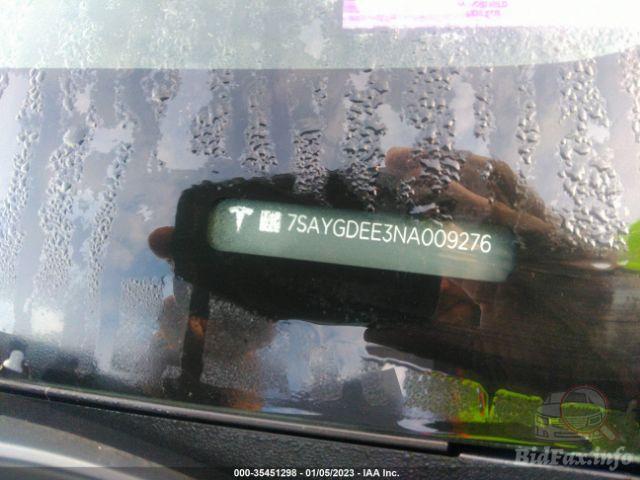 7SAYGDEE3NA009276
000-35451298 - 01/05/2023 - IAA Inc.
BidFax.info